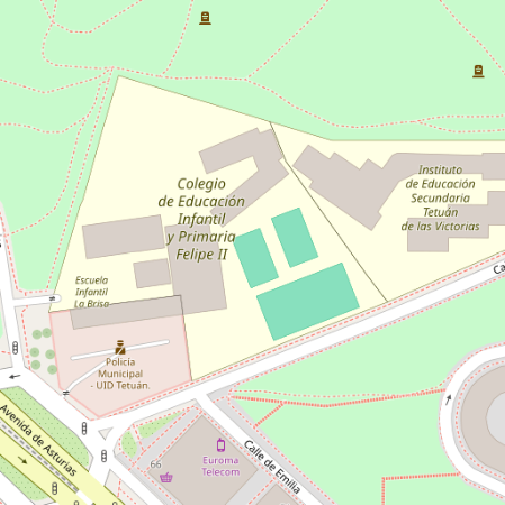 Colegio
de Educación
Infantil
y Primaria
Felipe II
Instituto
de Educación
Secundaria
Tetuán
de las Victorias
Escuela
Infantil
La Brisa
Policía
Municipal
- UID Tetuán.
Avenida de Asturias
66
Euroma
Telecom
Calle de Emilia
Ca